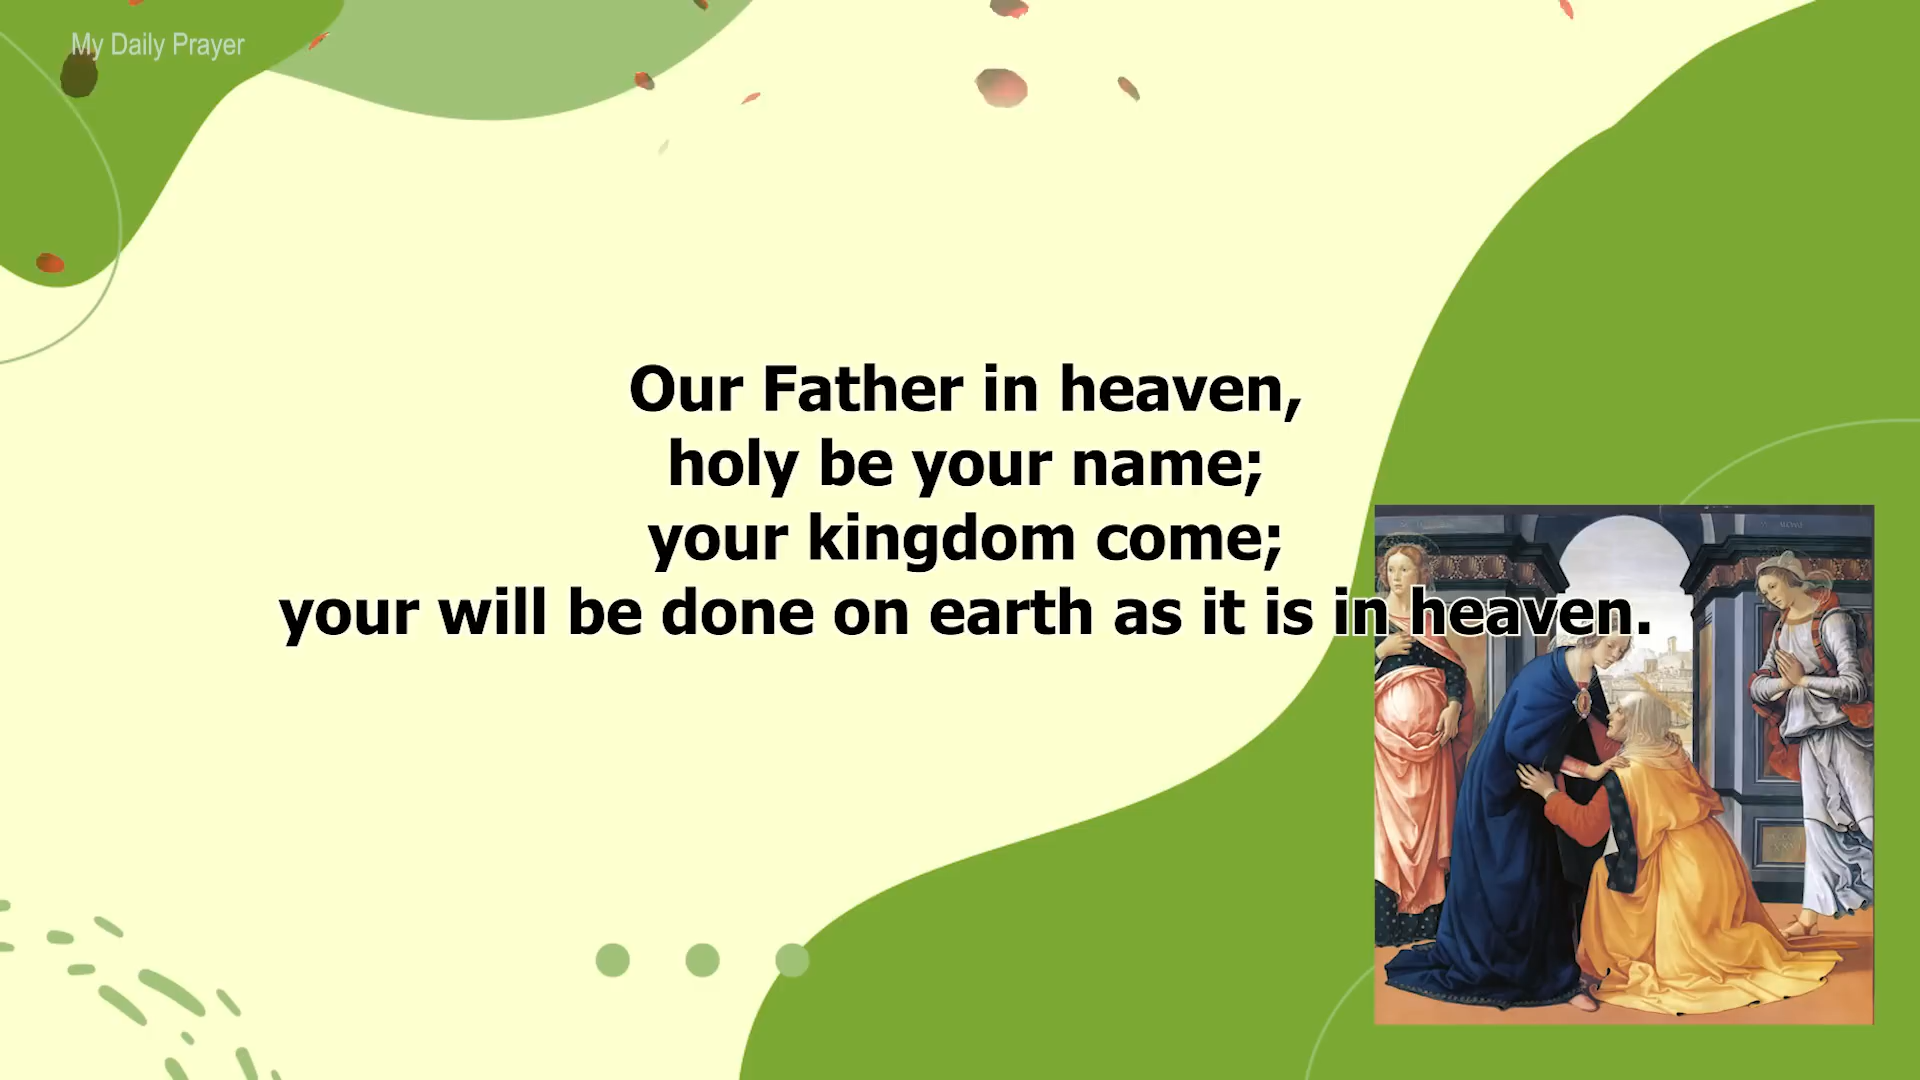 My Daily Prayer
Our Father in heaven,
holy be your name;
your kingdom come;
your will be done on earth as it is in heaven.